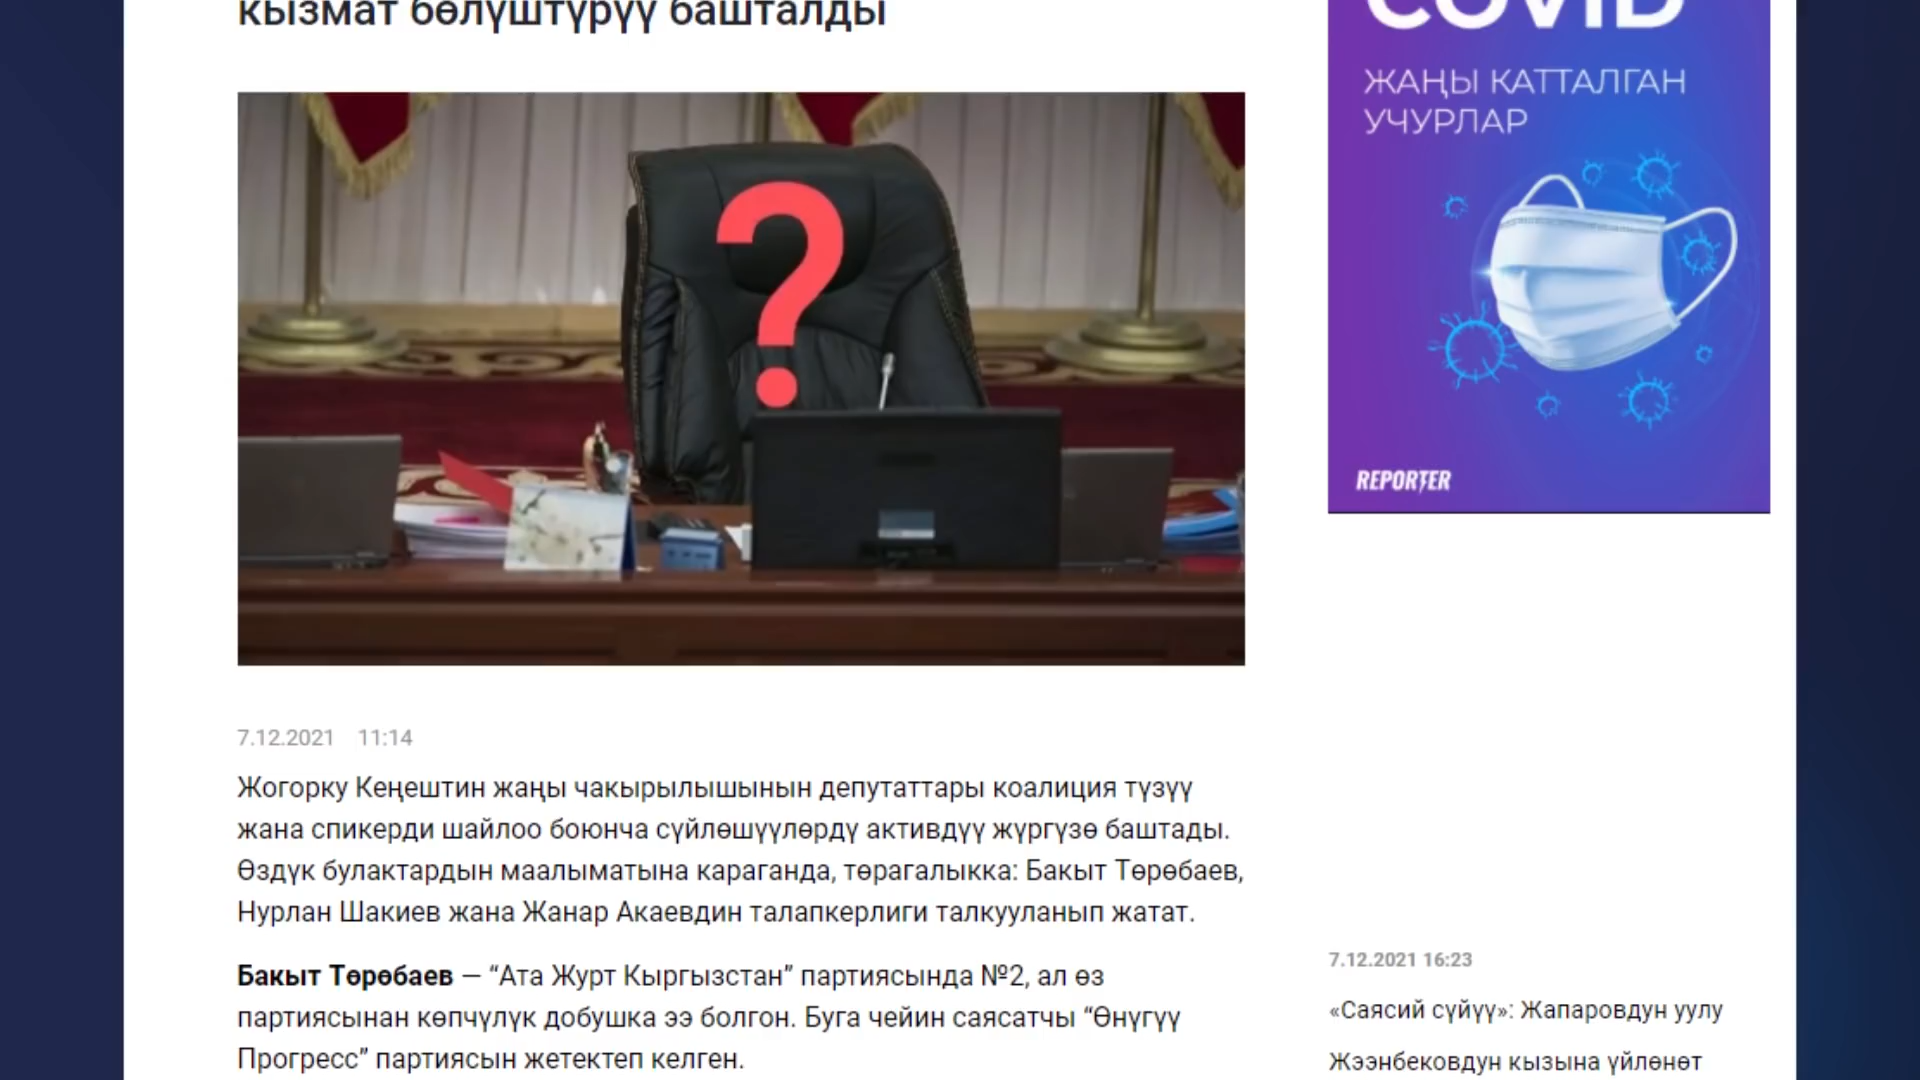 кызмат бөлүштүрүү башталды
7.12.2021 11:14
Жогорку Кеңештин жаңы чакырылышынын депутаттары коалиция түзүү
жана спикерди шайлоо боюнча сүйлөшүүлөрдү активдүү жүргүзө баштады.
Өздүк булактардын маалыматына караганда, төрагалыкка: Бакыт Төрөбаев,
Нурлан Шакиев жана Жанар Акаевдин талапкерлиги талкууланып жатат.
Бакыт Төрөбаев — “Ата Журт Кыргызстан” партиясында №2, ал өз
партиясынан көпчүлүк добушка ээ болгон. Буга чейин саясатчы “Өнүгүү
Прогресс” партиясын жетектеп келген.
COVID
ЖАҢЫ КАТТАЛГАН
УЧУРЛАР
REPORTER
7.12.2021 16:23
«Саясий сүйүү»: Жапаровдун уулу
Жээнбековдун кызына үйлөнөт